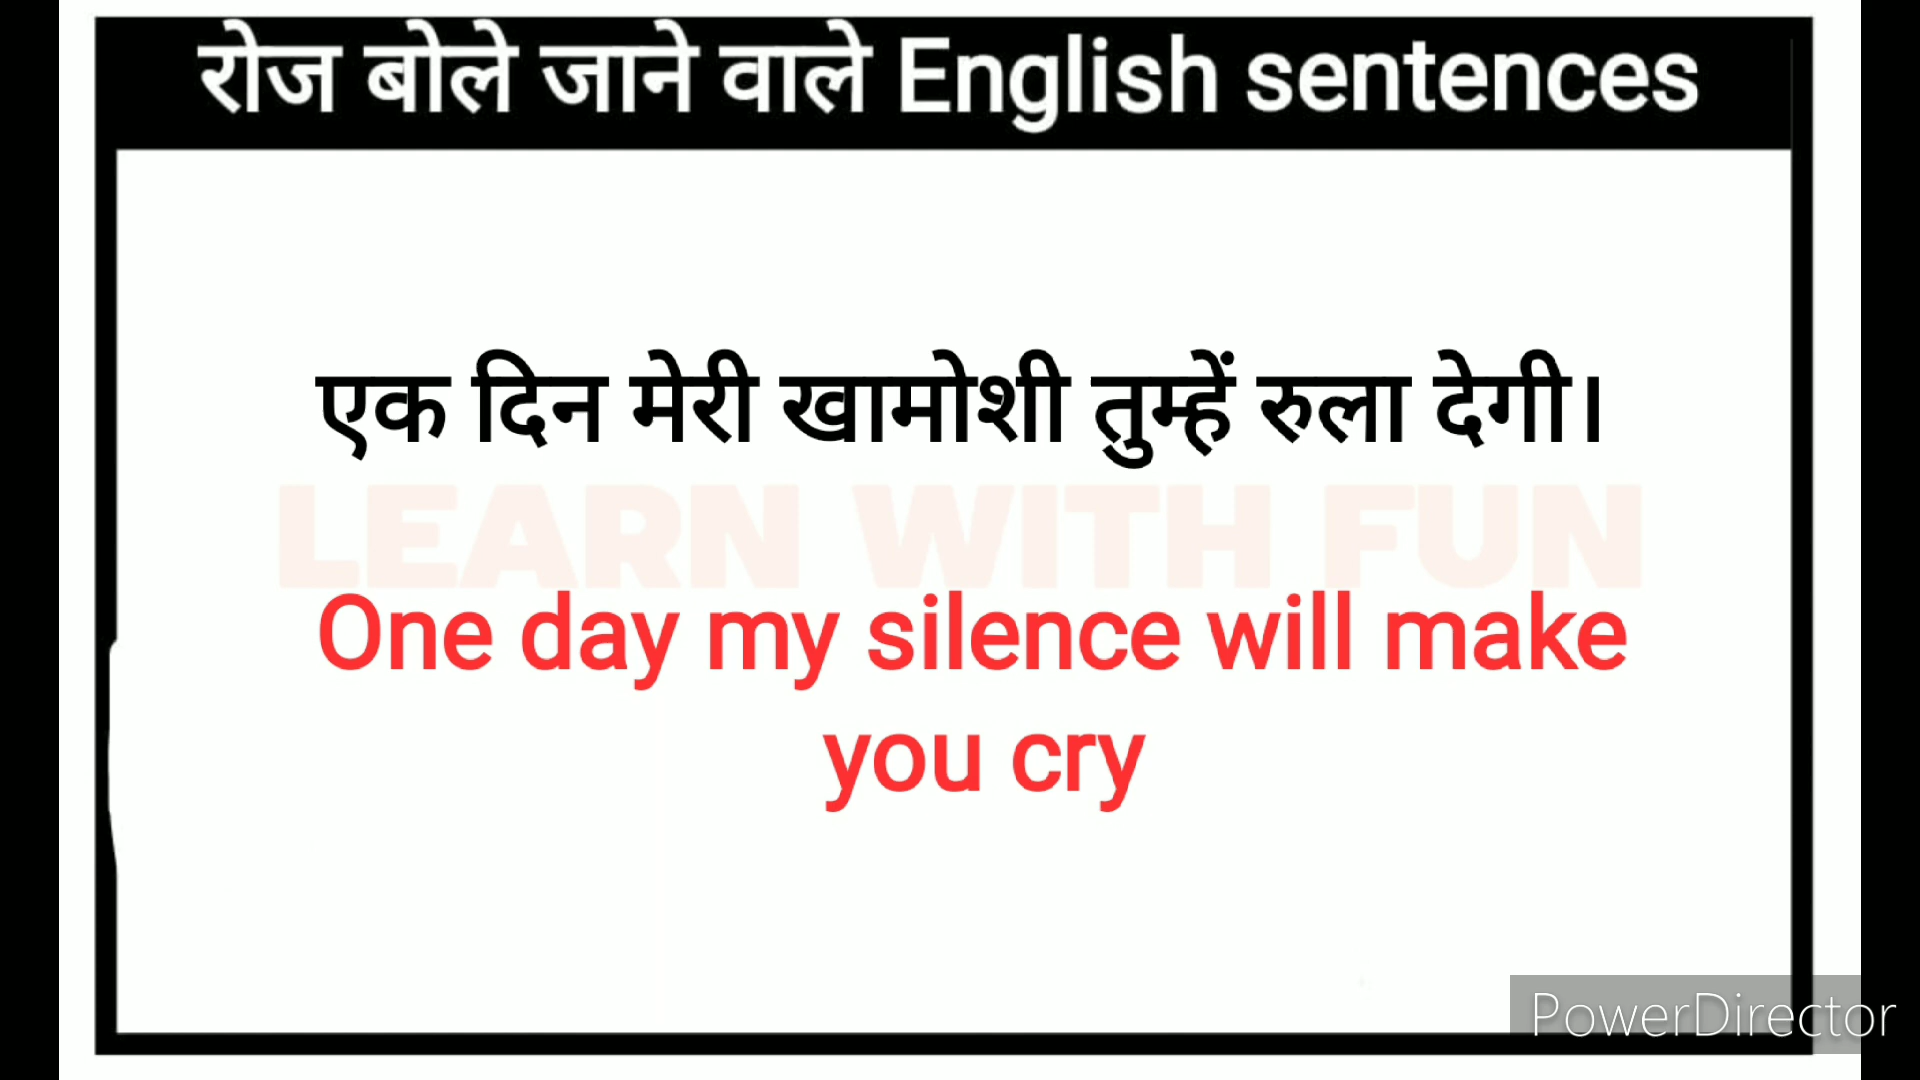 रोज बोले जाने वाले English sentences
एक दिन मेरी खामोशी तुम्हें रुला देगी।
LEARN WITH FUN
One day my silence will make
you cry
PowerDirector